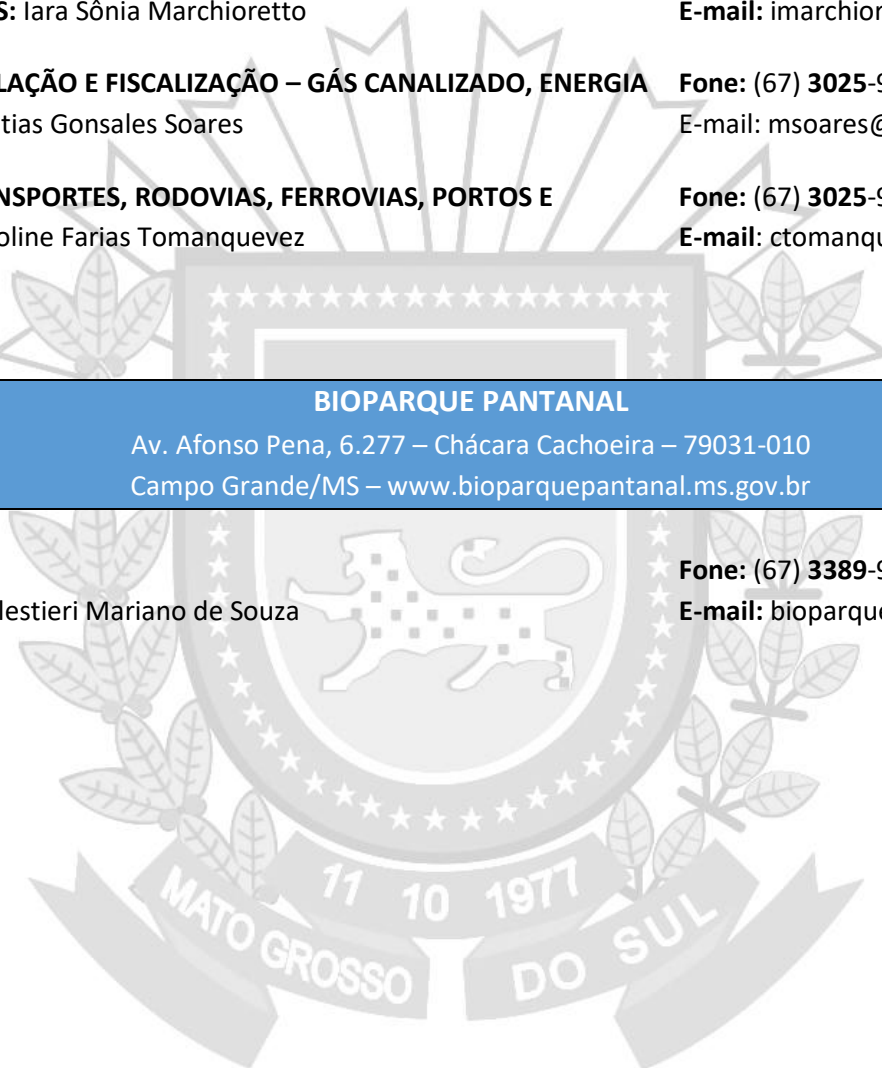 S: Iara Sônia Marchioretto E-mail: imarchior
LAÇÃO E FISCALIZAÇÃO – GÁS CANALIZADO, ENERGIA Fone: (67) 3025-9
tias Gonsales Soares E-mail: msoares@
NSPORTES, RODOVIAS, FERROVIAS, PORTOS E Fone: (67) 3025-9
oline Farias Tomanquevez E-mail: ctomanqu
BIOPARQUE PANTANAL
Av. Afonso Pena, 6.277 – Chácara Cachoeira – 79031-010
Campo Grande/MS – www.bioparquepantanal.ms.gov.br
Fone: (67) 3389-9
lestieri Mariano de Souza E-mail: bioparque
11 10 1977
MATO GROSSO DO SUL